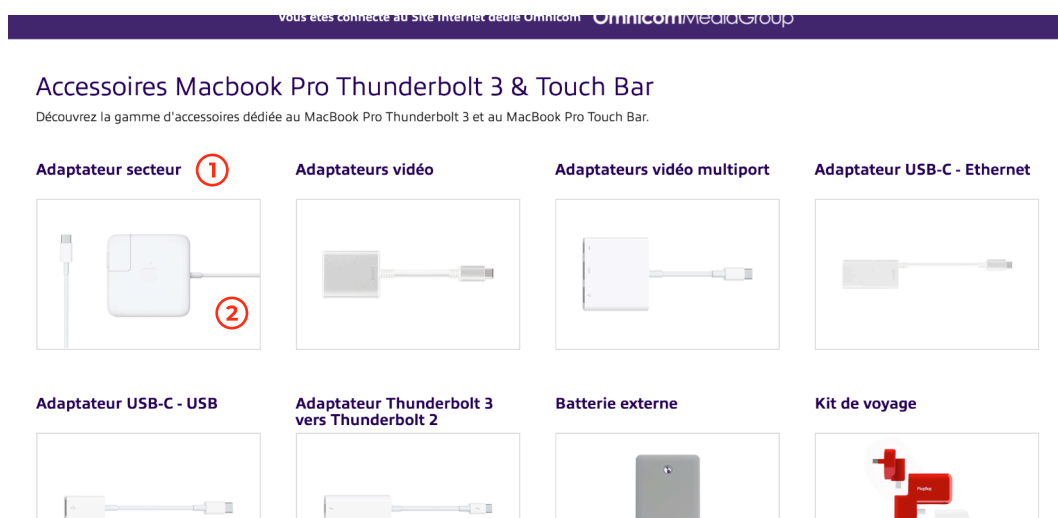 Vous êtes connecté au Site Internet dédié Omnicom OmnicomMediaGroup
Accessoires Macbook Pro Thunderbolt 3 & Touch Bar
Découvrez la gamme d'accessoires dédiée au MacBook Pro Thunderbolt 3 et au MacBook Pro Touch Bar.
Adaptateur secteur 1
Adaptateurs vidéo
Adaptateurs vidéo multiport
Adaptateur USB-C - Ethernet
2
Adaptateur USB-C - USB
Adaptateur Thunderbolt 3
vers Thunderbolt 2
Batterie externe
Kit de voyage
PlugBug